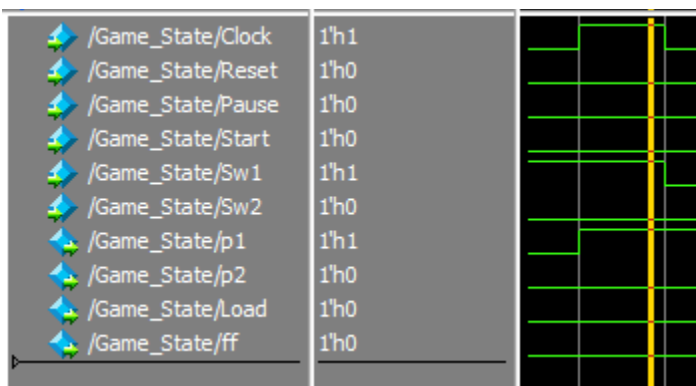 /Game_State/Clock 1'h1
/Game_State/Reset 1'h0
/Game_State/Pause 1'h0
/Game_State/Start 1'h0
/Game_State/Sw1 1'h1
/Game_State/Sw2 1'h0
/Game_State/p1 1'h1
/Game_State/p2 1'h0
/Game_State/Load 1'h0
/Game_State/ff 1'h0